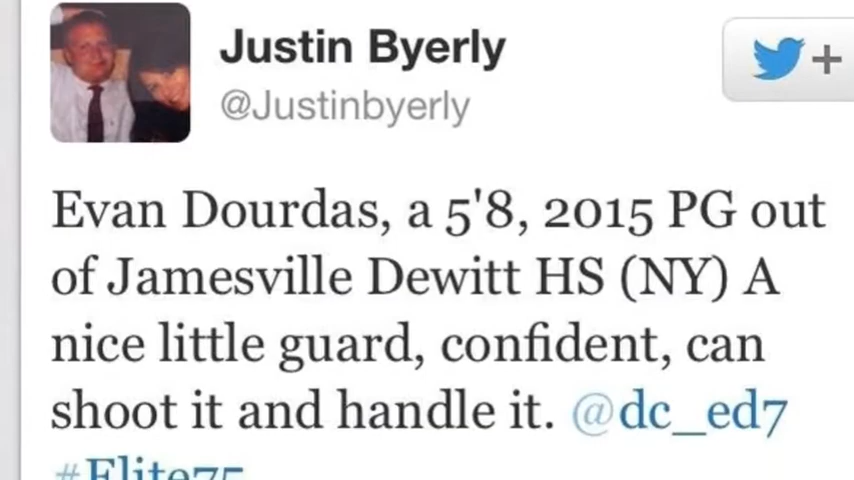 Justin Byerly
@Justinbyerly
Evan Dourdas, a 5'8, 2015 PG out
of Jamesville Dewitt HS (NY) A
nice little guard, confident, can
shoot it and handle it. @dc_ed7
#Elite75